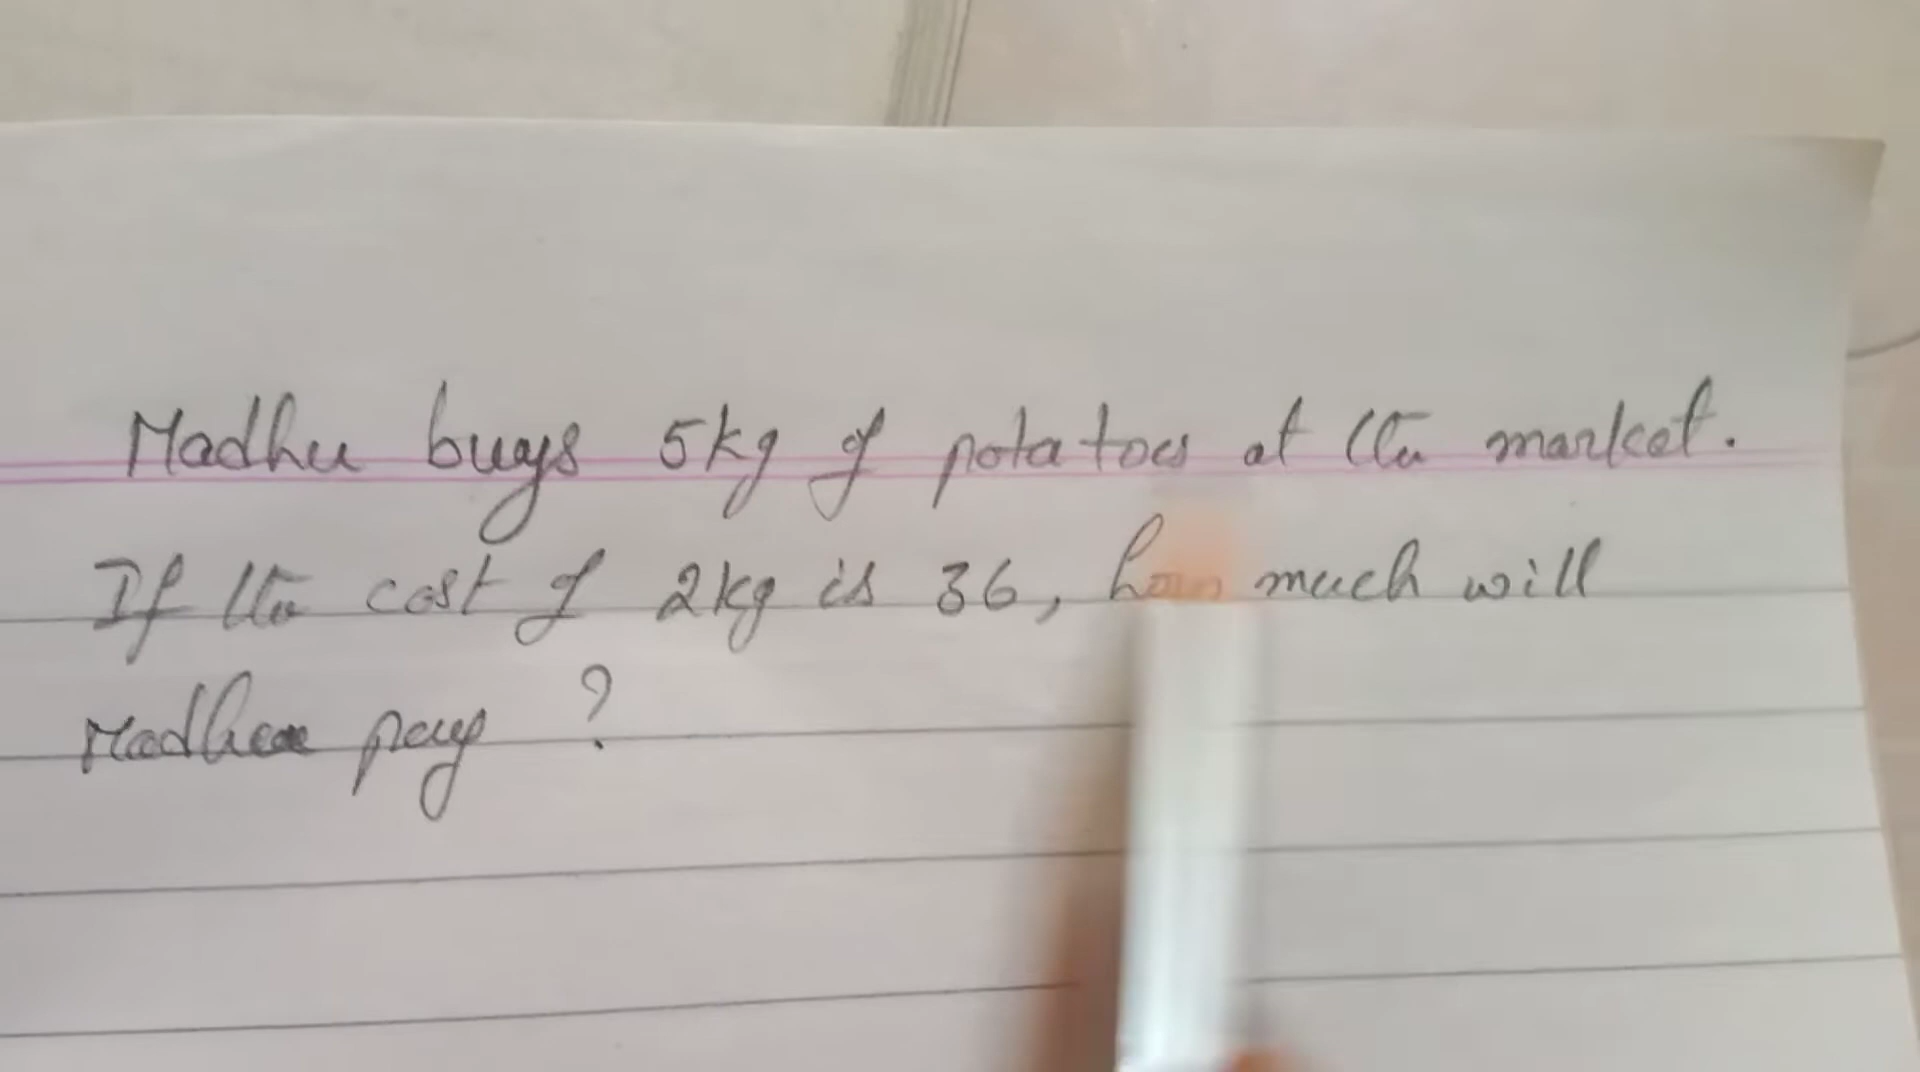 Madhu buys 5kg of potatoes at the market.
If the cost of 2kg is 36, how much will
Madhu pay ?